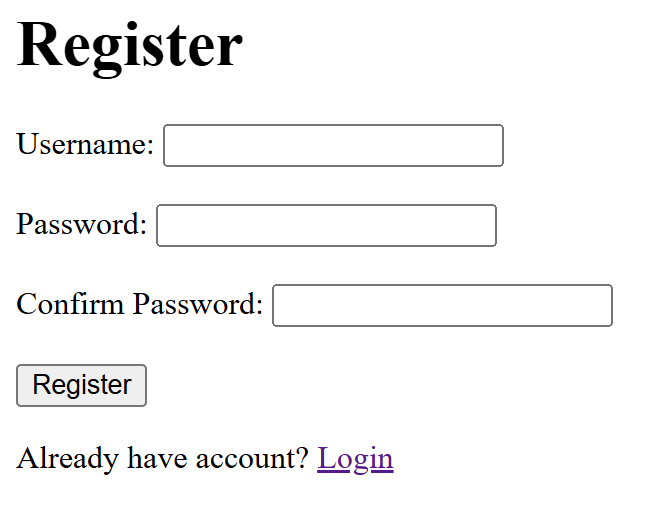 Register
Username:
Password:
Confirm Password:
Register
Already have account? Login